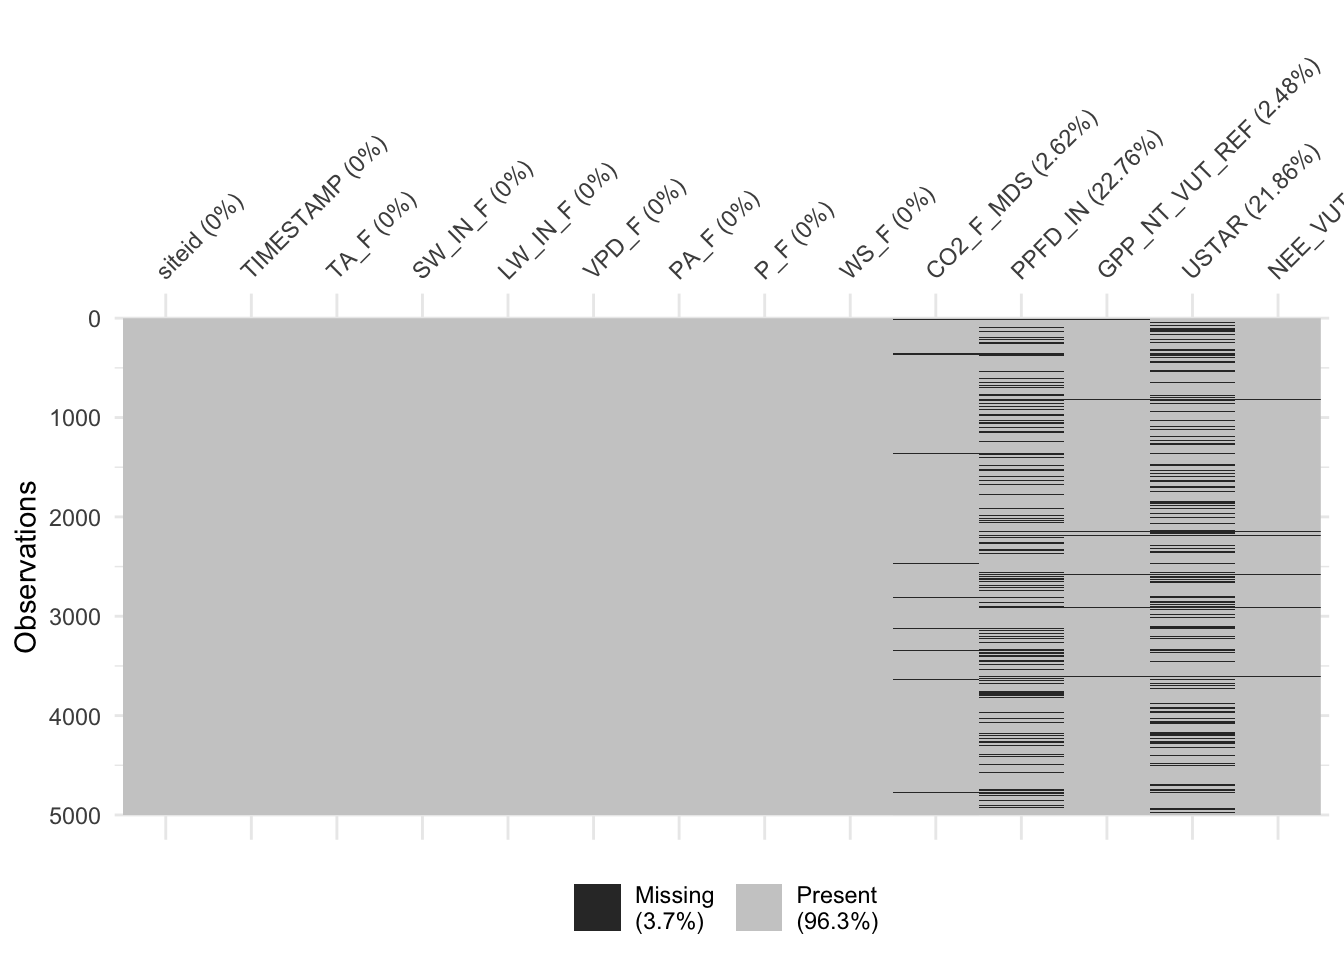 siteid (0%)
TIMESTAMP (0%)
TA_F (0%)
SW_IN_F (0%)
LW_IN_F (0%)
VPD_F (0%)
PA_F (0%)
P_F (0%)
WS_F (0%)
CO2_F_MDS (2.62%)
PPFD_IN (22.76%)
GPP_NT_VUT_REF (2.48%)
USTAR (21.86%)
NEE_VUT
Observations
0
1000
2000
3000
4000
5000
Missing
(3.7%)
Present
(96.3%)